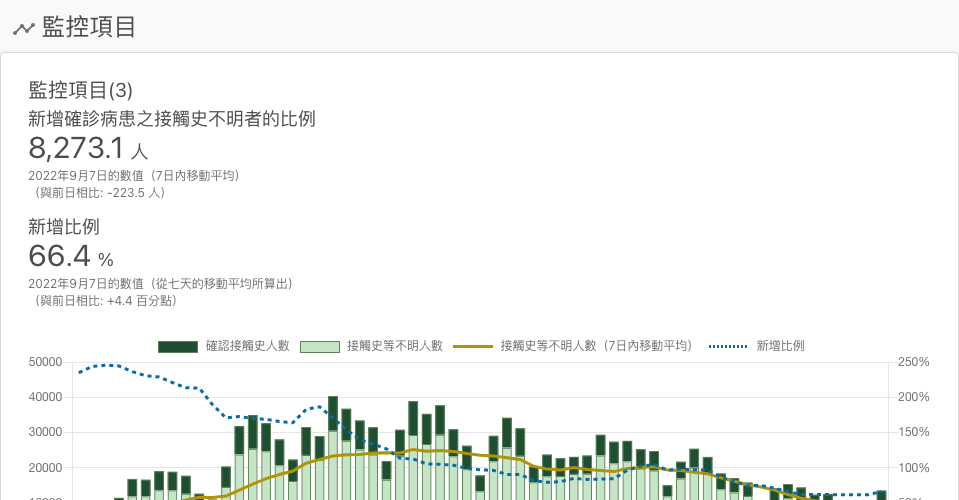 監控項目
監控項目(3)
新增確診病患之接觸史不明者的比例
8,273.1 人
2022年9月7日的數值（7日內移動平均）
（與前日相比: -223.5 人）
新增比例
66.4 %
2022年9月7日的數值（從七天的移動平均所算出）
（與前日相比: +4.4 百分點）
確認接觸史人數 接觸史等不明人數 接觸史等不明人數（7日內移動平均） 新增比例
50000 250%
40000 200%
30000 150%
20000 100%